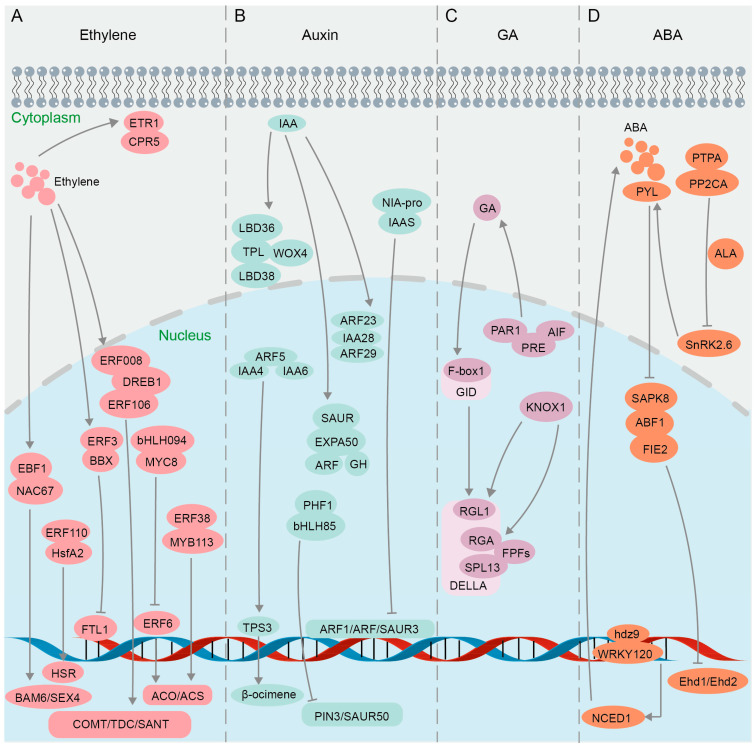 A
Ethylene
B
Auxin
C
GA
D
ABA
Cytoplasm
ETR1
CPR5
Ethylene
ERF008
DREB1
ERF106
ERF3
BBX
bHLH094
MYC8
EBF1
NAC67
ERF110
HsfA2
ERF38
MYB113
FTL1
ERF6
HSR
BAM6/SEX4
ACO/ACS
COMT/TDC/SANT
Nucleus
IAA
NIA-pro
IAAS
LBD36
TPL
WOX4
LBD38
ARF23
IAA28
ARF29
ARF5
IAA4
IAA6
SAUR
EXPA50
ARF
GH
PHF1
bHLH85
TPS3
ARF1/ARF/SAUR3
β-ocimene
PIN3/SAUR50
GA
PAR1
AIF
PRE
F-box1
GID
KNOX1
RGL1
RGA
FPFs
SPL13
DELLA
ABA
PYL
PTPA
PP2CA
ALA
SnRK2.6
SAPK8
ABF1
FIE2
hdz9
WRKY120
Ehd1/Ehd2
NCED1